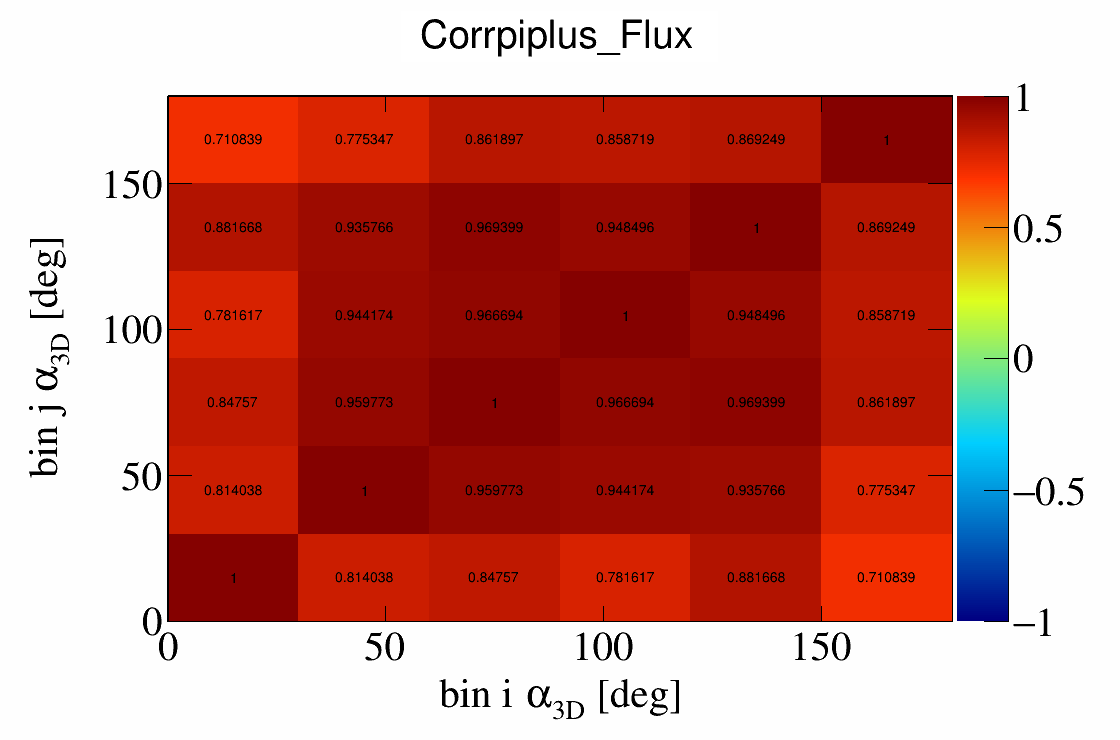 Corrpiplus_Flux
1
0.710839 0.775347 0.861897 0.858719 0.869249 1
150
0.881668 0.935766 0.969399 0.948496 1 0.869249
0.5
0.781617 0.944174 0.966694 1 0.948496 0.858719
100
0
0.84757 0.959773 1 0.966694 0.969399 0.861897
50
0.814038 1 0.959773 0.944174 0.935766 0.775347
−0.5
1 0.814038 0.84757 0.781617 0.881668 0.710839
0
−1
0 50 100 150
bin j α3D [deg]
bin i α3D [deg]